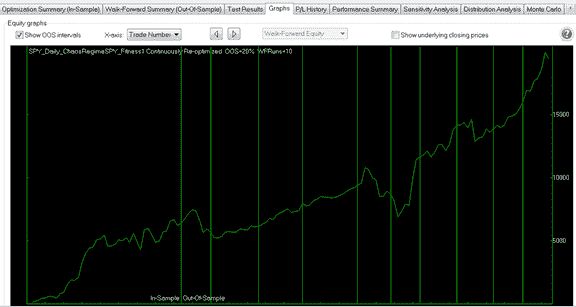 Optimization Summary (In-Sample) Walk-Forward Summary (Out-Of-Sample) Test Results Graphs P/L History Performance Summary Sensitivity Analysis Distribution Analysis Monte Carlo
Equity graphs
Show OOS intervals X-axis: Trade Number Walk-Forward Equity Show underlying closing prices
SPY_Daily_ChaosRegimeSPY_Fitness1 Continuously Re-optimized OOS=20% WFRuns=10
15000
10000
5000
In-Sample Out-Of-Sample